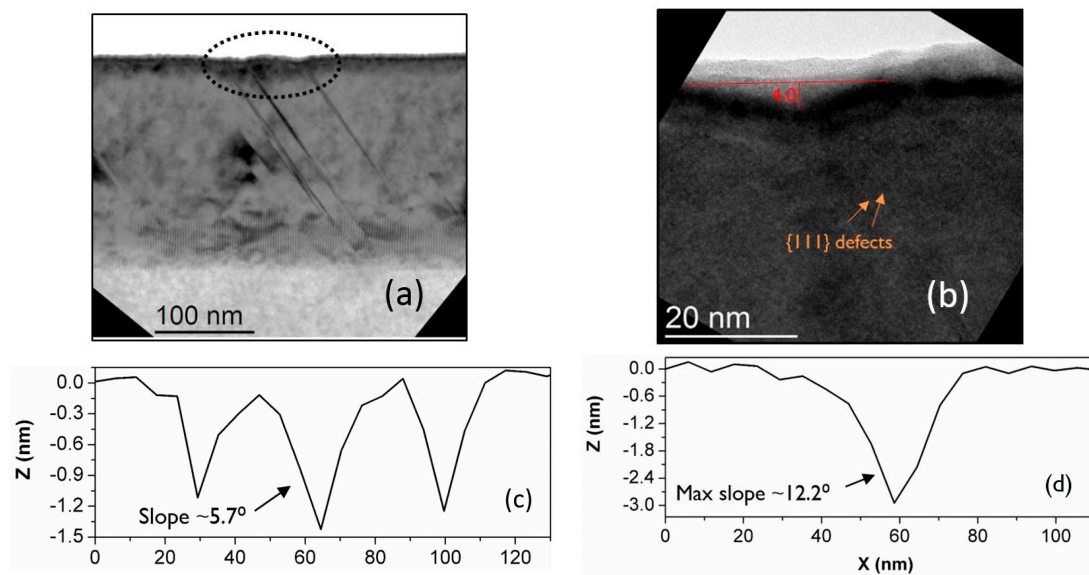 (a)
100 nm
4.0
{111} defects
(b)
20 nm
Z (nm)
0.0
-0.3
-0.6
-0.9
-1.2
-1.5
Slope ~5.7º
(c)
0 20 40 60 80 100 120
Z (nm)
0.0
-0.6
-1.2
-1.8
-2.4
-3.0
Max slope ~12.2º
(d)
0 20 40 60 80 100
X (nm)